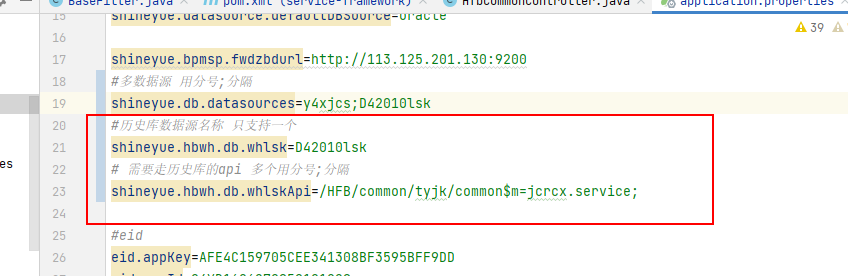 BaseFilter.java
pom.xml (service-framework)
HfbCommonController.java
application.properties
39
15 shineyue.datasource.defaultDbSource=oracle
16
17 shineyue.bpmsp.fwdzbdurl=http://113.125.201.130:9200
18 #多数据源 用分号;分隔
19 shineyue.db.datasources=y4xjcs;D42010lsk
20 #历史库数据源名称 只支持一个
21 shineyue.hbwh.db.whlsk=D42010lsk
22 # 需要走历史库的api 多个用分号;分隔
23 shineyue.hbwh.db.whlskApi=/HFB/common/tyjk/common$m=jcrcx.service;
24
25 #eid
26 eid.appKey=AFE4C159705CEE341308BF3595BFF9DD
es